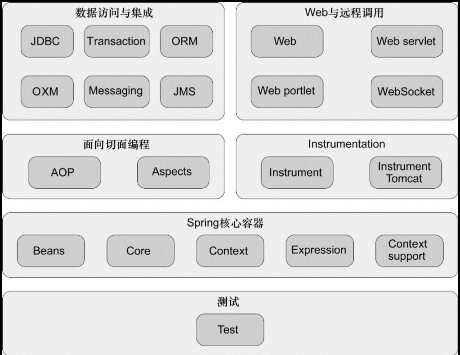 数据访问与集成
JDBC
Transaction
ORM
OXM
Messaging
JMS
Web与远程调用
Web
Web servlet
Web portlet
WebSocket
面向切面编程
AOP
Aspects
Instrumentation
Instrument
Instrument
Tomcat
Spring核心容器
Beans
Core
Context
Expression
Context
support
测试
Test